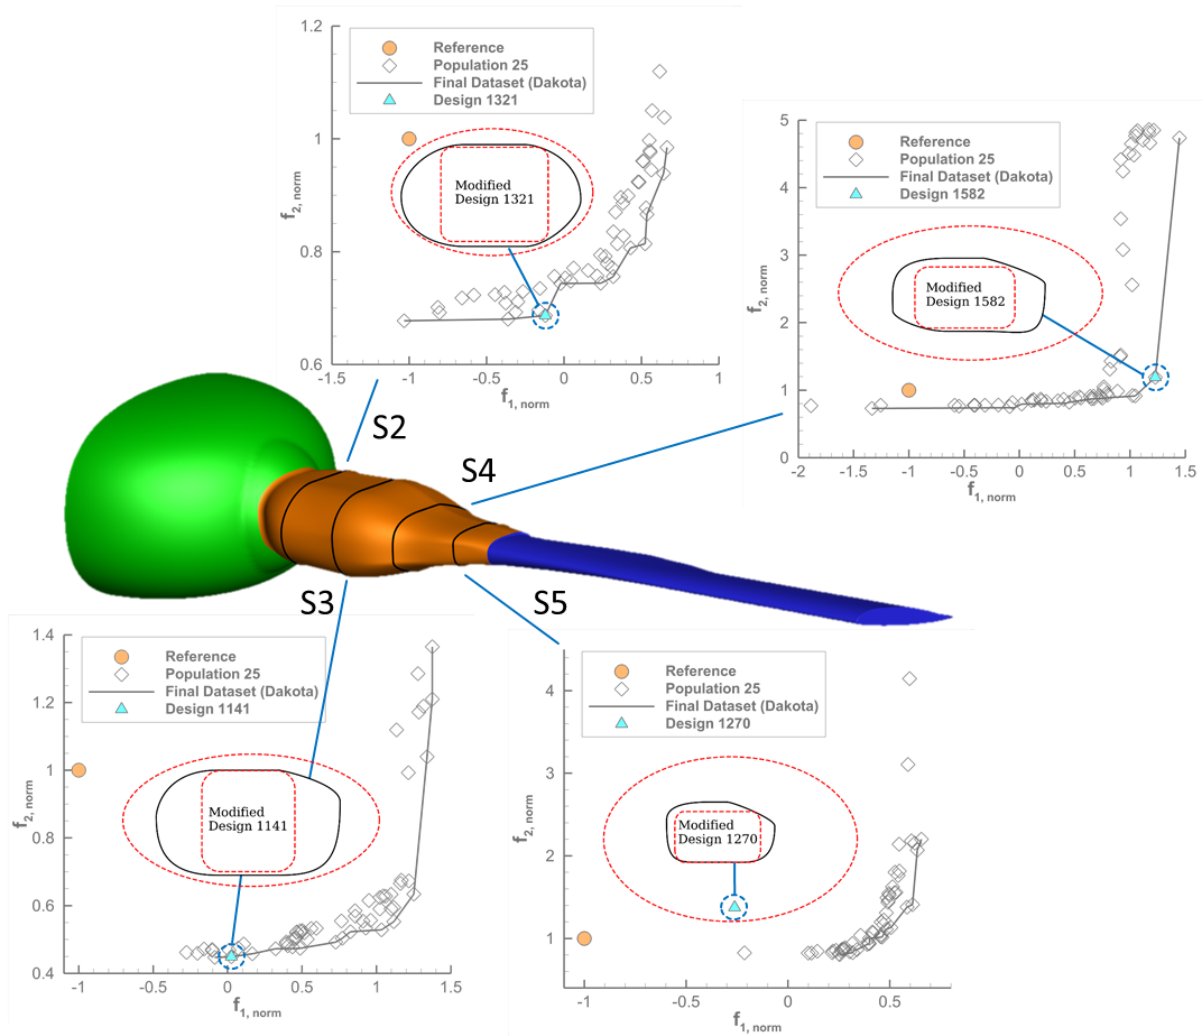 1.2
1
0.8
0.6
f2, norm
Reference
Population 25
Final Dataset (Dakota)
Design 1321
Modified
Design 1321
-1.5
-1
-0.5
0
0.5
1
f1, norm
5
4
3
2
1
0
f2, norm
Reference
Population 25
Final Dataset (Dakota)
Design 1582
Modified
Design 1582
-2
-1.5
-1
-0.5
0
0.5
1
1.5
f1, norm
S2
S4
S3
S5
1.4
1.2
1
0.8
0.6
0.4
f2, norm
Reference
Population 25
Final Dataset (Dakota)
Design 1141
Modified
Design 1141
-1
-0.5
0
0.5
1
1.5
f1, norm
4
3
2
1
f2, norm
Reference
Population 25
Final Dataset (Dakota)
Design 1270
Modified
Design 1270
-1
-0.5
0
0.5
f1, norm